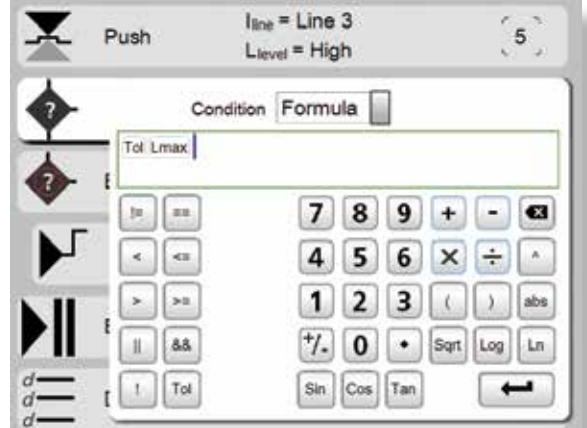 Push
Iline = Line 3
Llevel = High
5
?
Condition Formula
Tol Lmax
?
!= == 7 8 9 + -
< <= 4 5 6 × ÷ ^
> >= 1 2 3 ( ) abs
|| && +/- 0 • Sqrt Log Ln
! Tol Sin Cos Tan
d
d
d